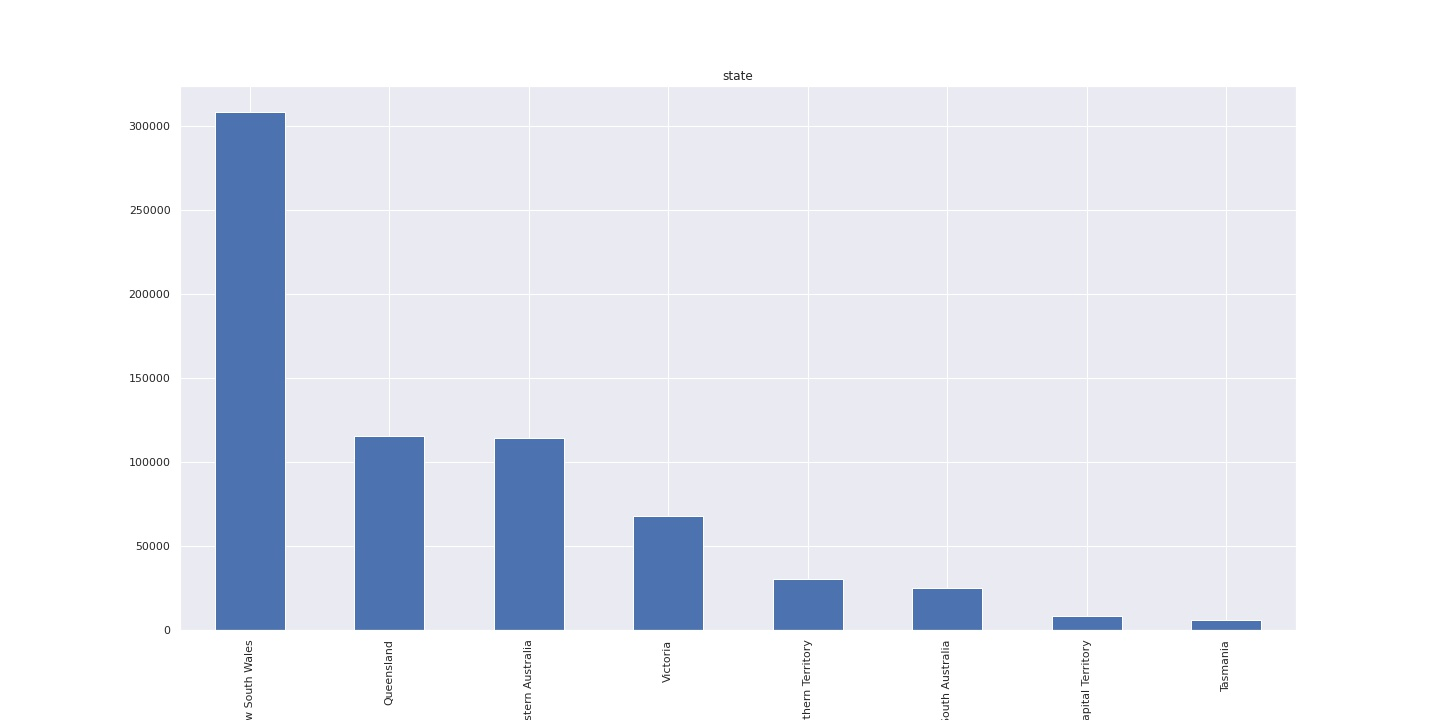 state
300000
250000
200000
150000
100000
50000
0
w South Wales
Queensland
stern Australia
Victoria
thern Territory
South Australia
apital Territory
Tasmania